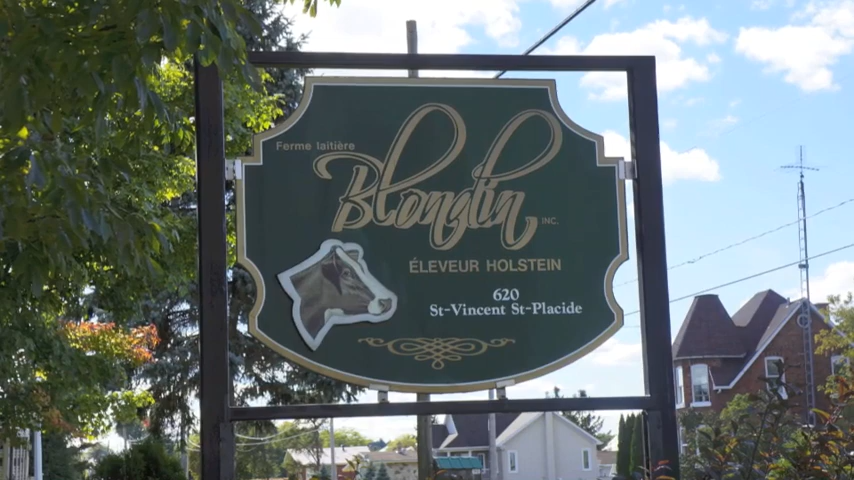 Ferme laitière
Blondin INC.
ÉLEVEUR HOLSTEIN
620
St-Vincent St-Placide